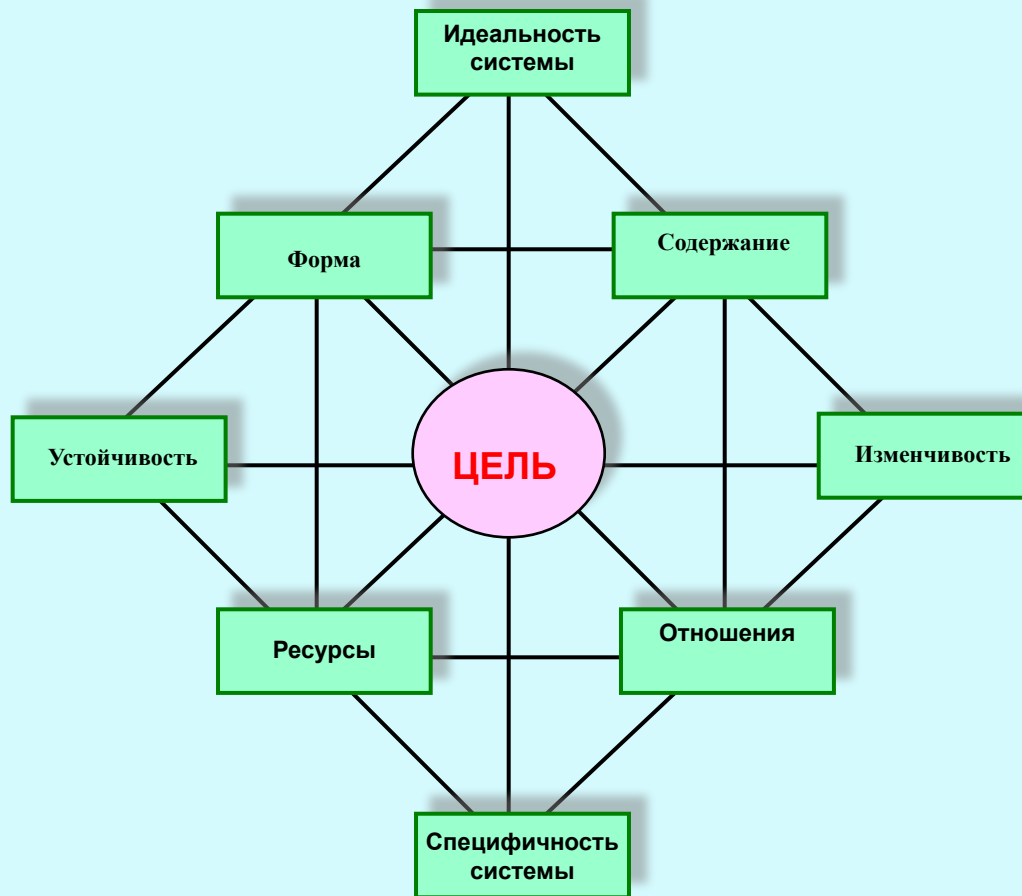 Идеальность
системы
Форма
Содержание
Устойчивость
ЦЕЛЬ
Изменчивость
Ресурсы
Отношения
Специфичность
системы